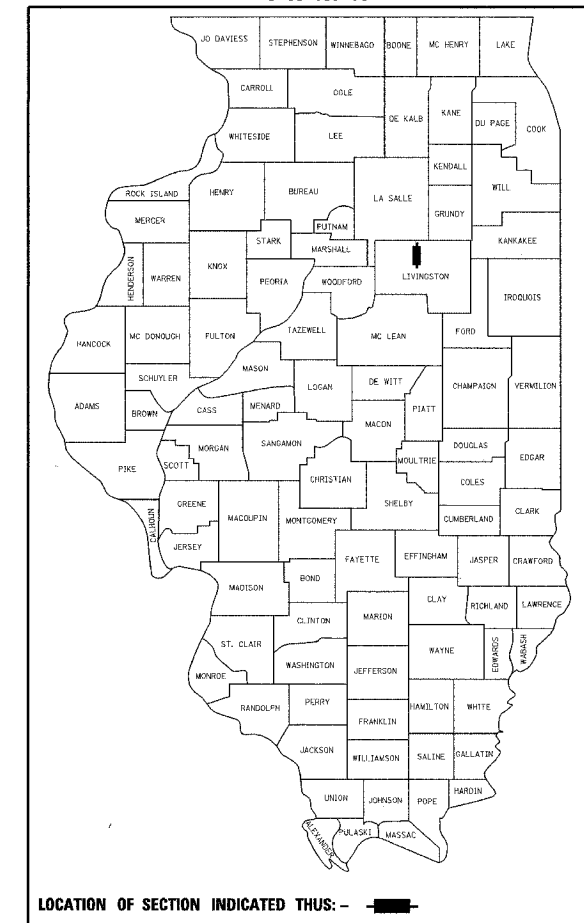 JO DAVIESS
STEPHENSON
WINNEBAGO
BOONE
MC HENRY
LAKE
CARROLL
OGLE
KANE
DU PAGE
COOK
DE KALB
WHITESIDE
LEE
KENDALL
WILL
ROCK ISLAND
HENRY
BUREAU
LA SALLE
GRUNDY
MERCER
PUTNAM
STARK
MARSHALL
KANKAKEE
HENDERSON
WARREN
KNOX
PEORIA
WOODFORD
LIVINGSTON
IROQUOIS
HANCOCK
MC DONOUGH
FULTON
TAZEWELL
MC LEAN
FORD
MASON
SCHUYLER
LOGAN
DE WITT
CHAMPAIGN
VERMILION
ADAMS
BROWN
CASS
MENARD
PIATT
MACON
MORGAN
SANGAMON
DOUGLAS
EDGAR
PIKE
SCOTT
MOULTRIE
COLES
CHRISTIAN
SHELBY
CALHOUN
GREENE
MACOUPIN
MONTGOMERY
CUMBERLAND
CLARK
JERSEY
FAYETTE
EFFINGHAM
JASPER
CRAWFORD
MADISON
BOND
CLAY
RICHLAND
LAWRENCE
CLINTON
MARION
ST. CLAIR
WAYNE
EDWARDS
WABASH
WASHINGTON
JEFFERSON
MONROE
RANDOLPH
PERRY
HAMILTON
WHITE
FRANKLIN
JACKSON
WILLIAMSON
SALINE
GALLATIN
UNION
JOHNSON
POPE
HARDIN
ALEXANDER
PULASKI
MASSAC
LOCATION OF SECTION INDICATED THUS: -